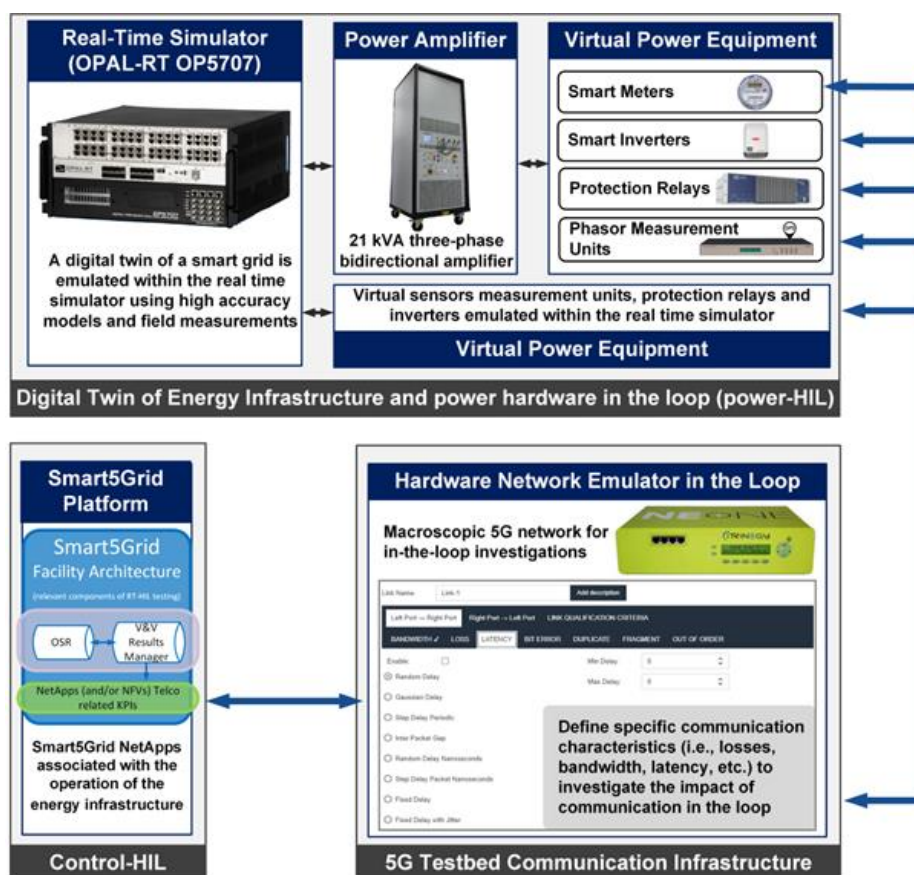 Real-Time Simulator
(OPAL-RT OP5707)
OPAL-RT
OP5707
A digital twin of a smart grid is
emulated within the real time
simulator using high accuracy
models and field measurements
Power Amplifier
21 kVA three-phase
bidirectional amplifier
Virtual Power Equipment
Smart Meters
Smart Inverters
Protection Relays
Phasor Measurement
Units
Virtual sensors measurement units, protection relays and
inverters emulated within the real time simulator
Virtual Power Equipment
Digital Twin of Energy Infrastructure and power hardware in the loop (power-HIL)
Smart5Grid
Platform
Smart5Grid
Facility Architecture
(relevant components of RT-HIL testing)
OSR
V&V
Results
Manager
NetApps (and/or NFVs) Telco
related KPIs
Smart5Grid NetApps
associated with the
operation of the
energy infrastructure
Control-HIL
Hardware Network Emulator in the Loop
Macroscopic 5G network for
in-the-loop investigations
NEONE
Link Name Link-1 Add description
Left Port → Right Port Right Port → Left Port LINK QUALIFICATION CRITERIA
BANDWIDTH ✓ LOSS LATENCY BIT ERROR DUPLICATE FRAGMENT OUT OF ORDER
Enable: Min Delay:
Random Delay Max Delay:
Gaussian Delay
Step Delay Periodic
Inter Packet Gap
Random Delay Nanoseconds
Step Delay Packet Nanoseconds
Fixed Delay
Fixed Delay with Jitter
Define specific communication
characteristics (i.e., losses,
bandwidth, latency, etc.) to
investigate the impact of
communication in the loop
5G Testbed Communication Infrastructure